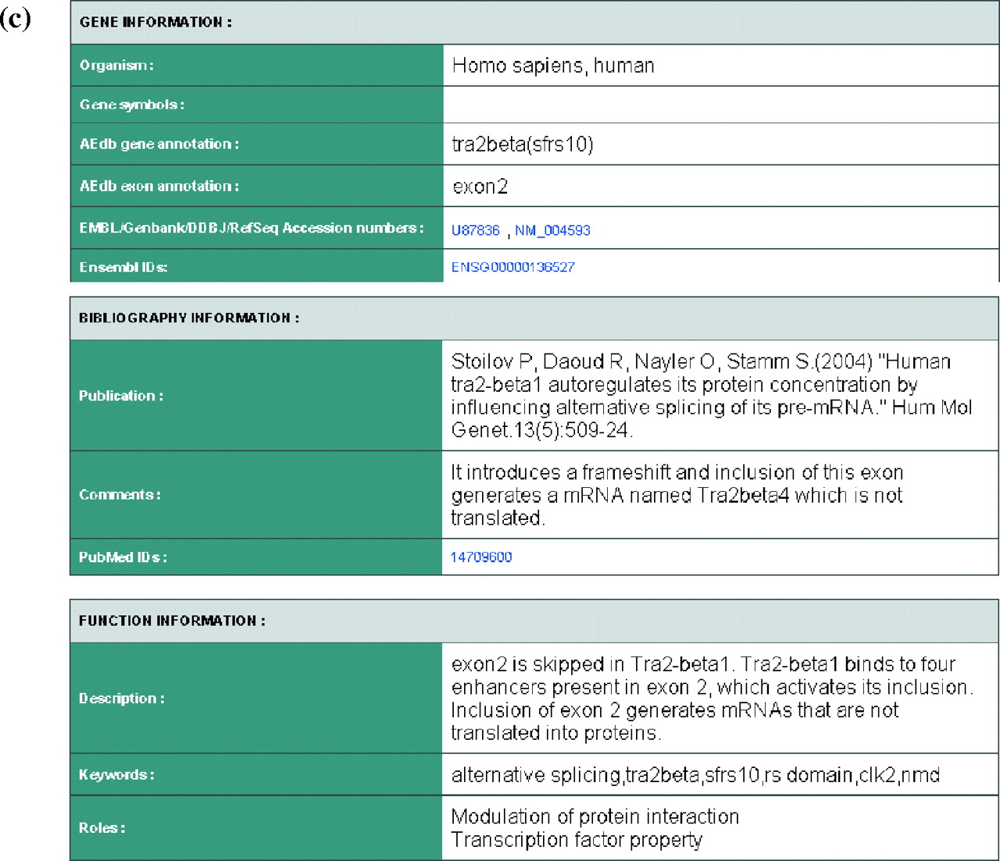 (c)
GENE INFORMATION :
Organism :
Homo sapiens, human
Gene symbols :
AEdb gene annotation :
tra2beta(sfrs10)
AEdb exon annotation :
exon2
EMBL/Genbank/DDBJ/RefSeq Accession numbers :
U87836 , NM_004593
Ensembl IDs:
ENSG00000136527
BIBLIOGRAPHY INFORMATION :
Publication :
Stoilov P, Daoud R, Nayler O, Stamm S.(2004) "Human
tra2-beta1 autoregulates its protein concentration by
influencing alternative splicing of its pre-mRNA." Hum Mol
Genet.13(5):509-24.
Comments :
It introduces a frameshift and inclusion of this exon
generates a mRNA named Tra2beta4 which is not
translated.
PubMed IDs :
14709600
FUNCTION INFORMATION :
Description :
exon2 is skipped in Tra2-beta1. Tra2-beta1 binds to four
enhancers present in exon 2, which activates its inclusion.
Inclusion of exon 2 generates mRNAs that are not
translated into proteins.
Keywords :
alternative splicing,tra2beta,sfrs10,rs domain,clk2,nmd
Roles :
Modulation of protein interaction
Transcription factor property